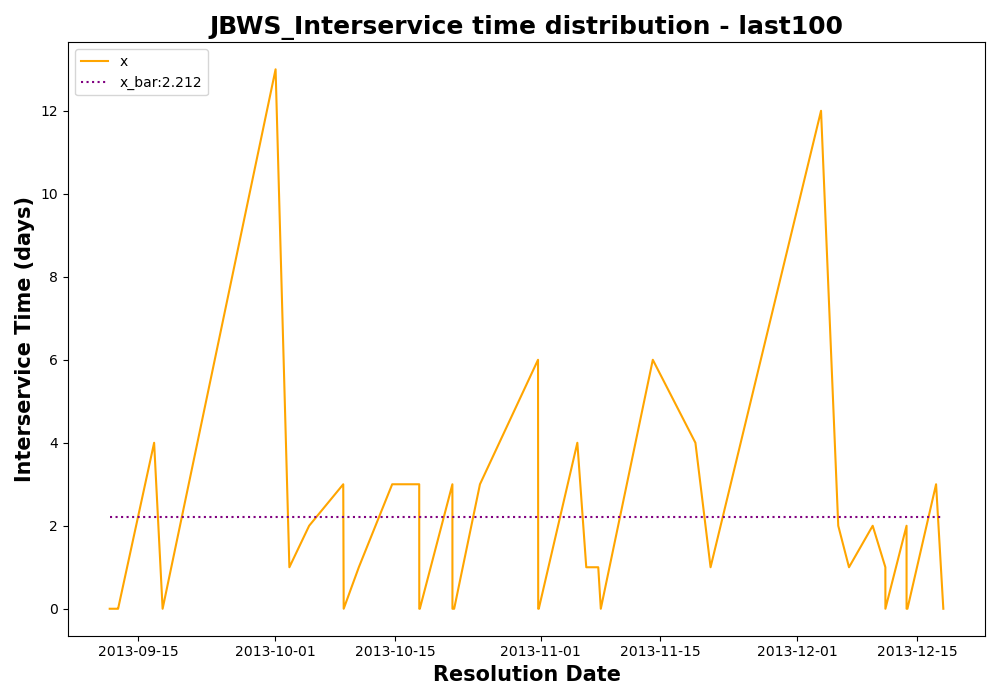 JBWS_Interservice time distribution - last100
x
x_bar:2.212
Interservice Time (days)
12
10
8
6
4
2
0
2013-09-15
2013-10-01
2013-10-15
2013-11-01
2013-11-15
2013-12-01
2013-12-15
Resolution Date